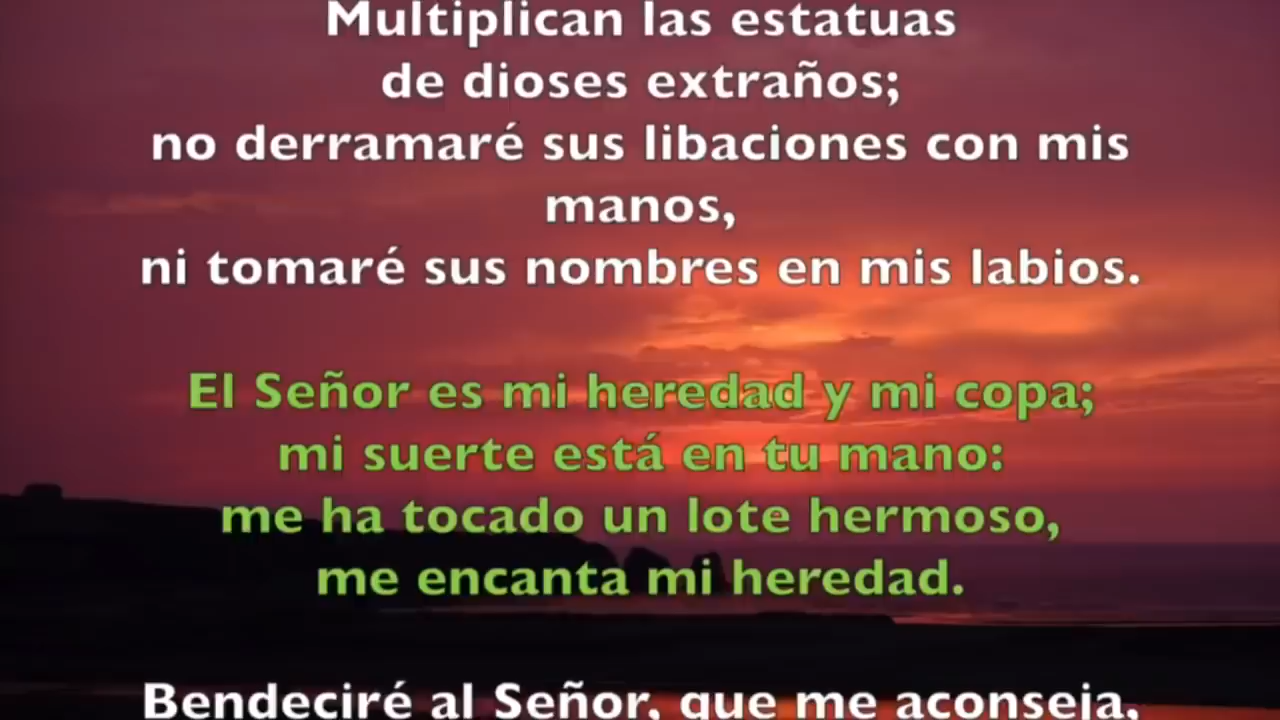 Multiplican las estatuas
de dioses extraños;
no derramaré sus libaciones con mis
manos,
ni tomaré sus nombres en mis labios.
El Señor es mi heredad y mi copa;
mi suerte está en tu mano:
me ha tocado un lote hermoso,
me encanta mi heredad.
Bendeciré al Señor, que me aconseja,